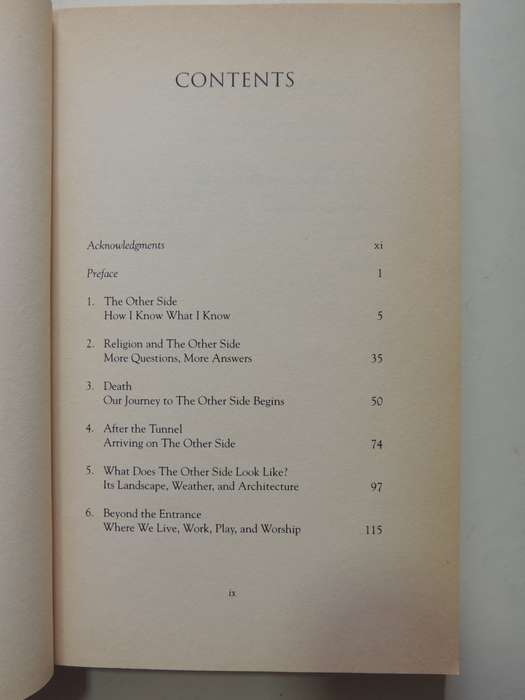 CONTENTS
Acknowledgments xi
Preface 1
1. The Other Side
How I Know What I Know 5
2. Religion and The Other Side
More Questions, More Answers 35
3. Death
Our Journey to The Other Side Begins 50
4. After the Tunnel
Arriving on The Other Side 74
5. What Does The Other Side Look Like?
Its Landscape, Weather, and Architecture 97
6. Beyond the Entrance
Where We Live, Work, Play, and Worship 115
ix